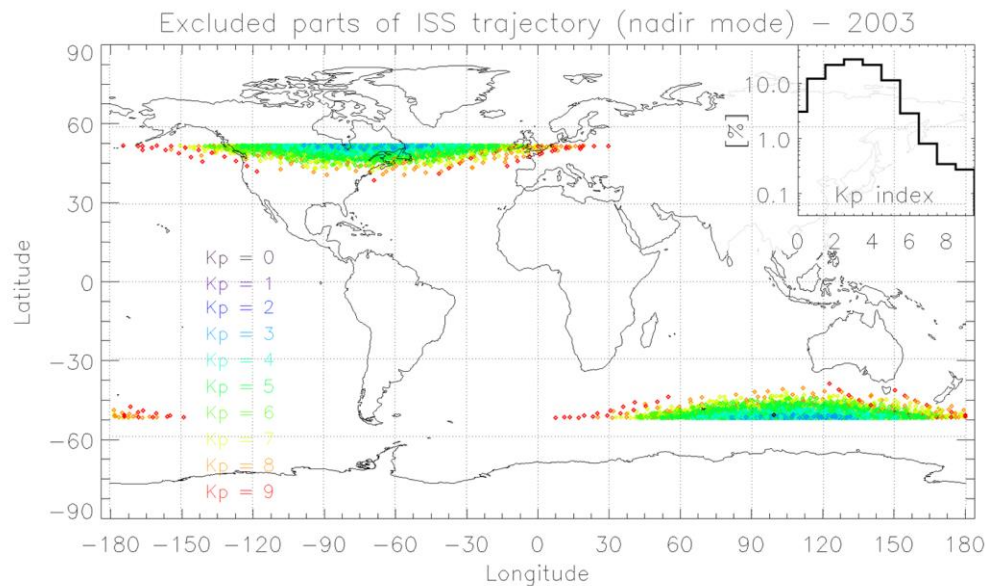 Excluded parts of ISS trajectory (nadir mode) – 2003
90
60
30
0
−30
−60
−90
Latitude
[%]
10.0
1.0
0.1
Kp index
0 2 4 6 8
Kp = 0
Kp = 1
Kp = 2
Kp = 3
Kp = 4
Kp = 5
Kp = 6
Kp = 7
Kp = 8
Kp = 9
−180 −150 −120 −90 −60 −30 0 30 60 90 120 150 180
Longitude